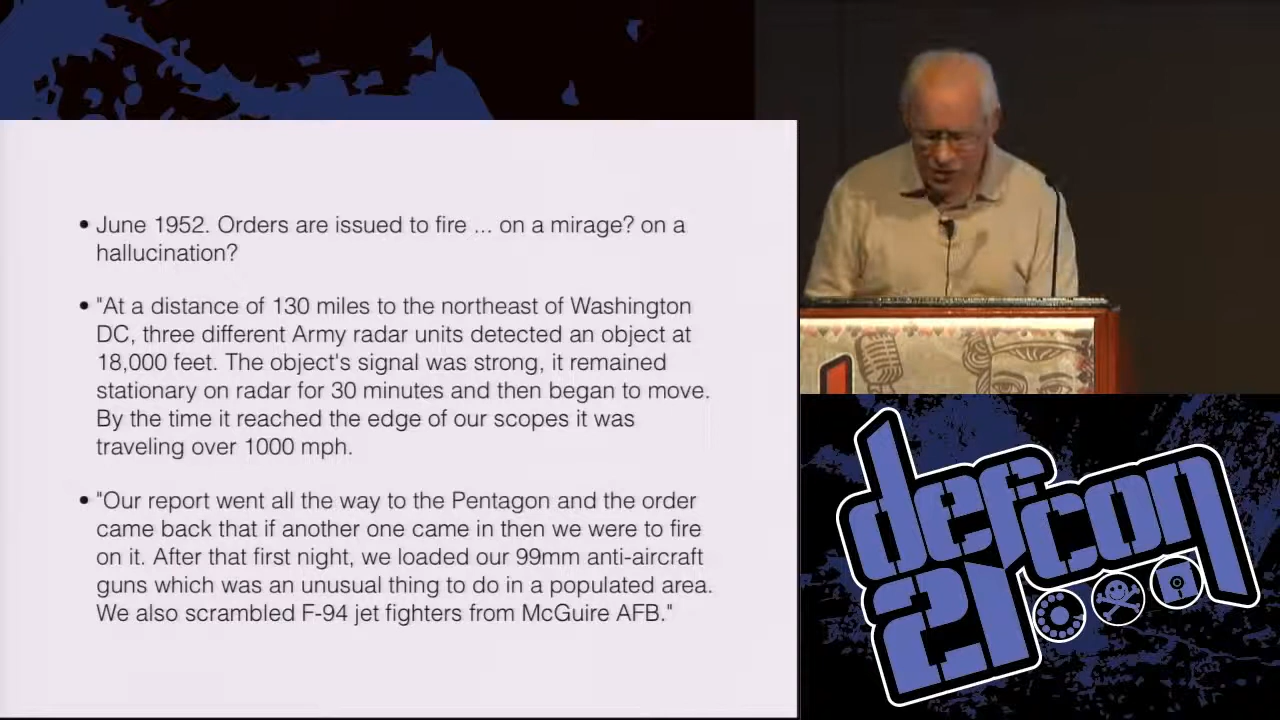 • June 1952. Orders are issued to fire ... on a mirage? on a
hallucination?
• "At a distance of 130 miles to the northeast of Washington
DC, three different Army radar units detected an object at
18,000 feet. The object's signal was strong, it remained
stationary on radar for 30 minutes and then began to move.
By the time it reached the edge of our scopes it was
traveling over 1000 mph.
• "Our report went all the way to the Pentagon and the order
came back that if another one came in then we were to fire
on it. After that first night, we loaded our 99mm anti-aircraft
guns which was an unusual thing to do in a populated area.
We also scrambled F-94 jet fighters from McGuire AFB."
defcon
21